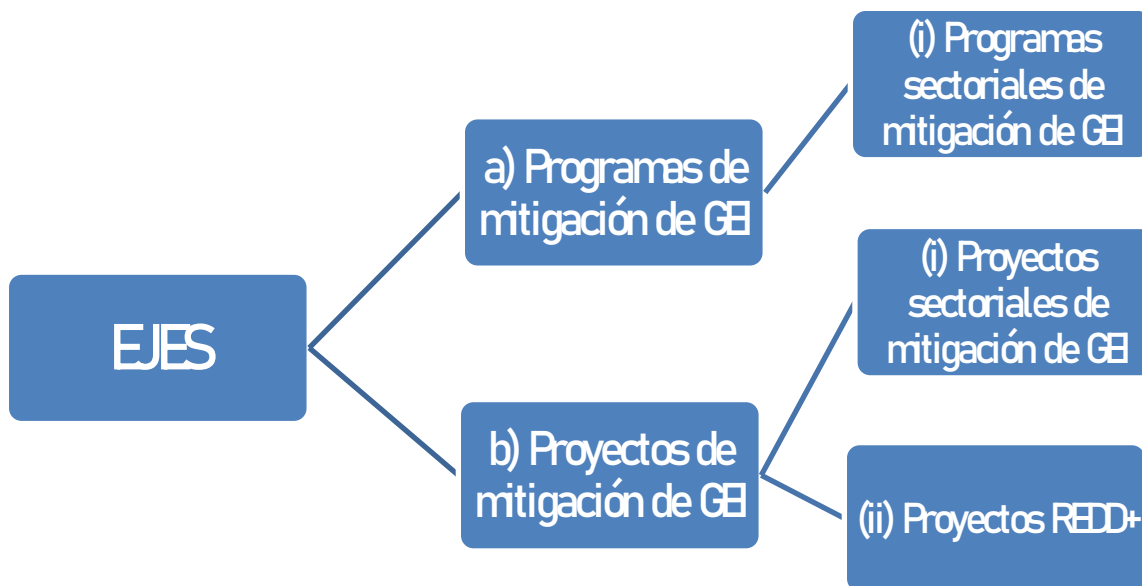 EJES
a) Programas de
mitigación de GEI
(i) Programas
sectoriales de
mitigación de GEI
b) Proyectos de
mitigación de GEI
(i) Proyectos
sectoriales de
mitigación de GEI
(ii) Proyectos REDD+